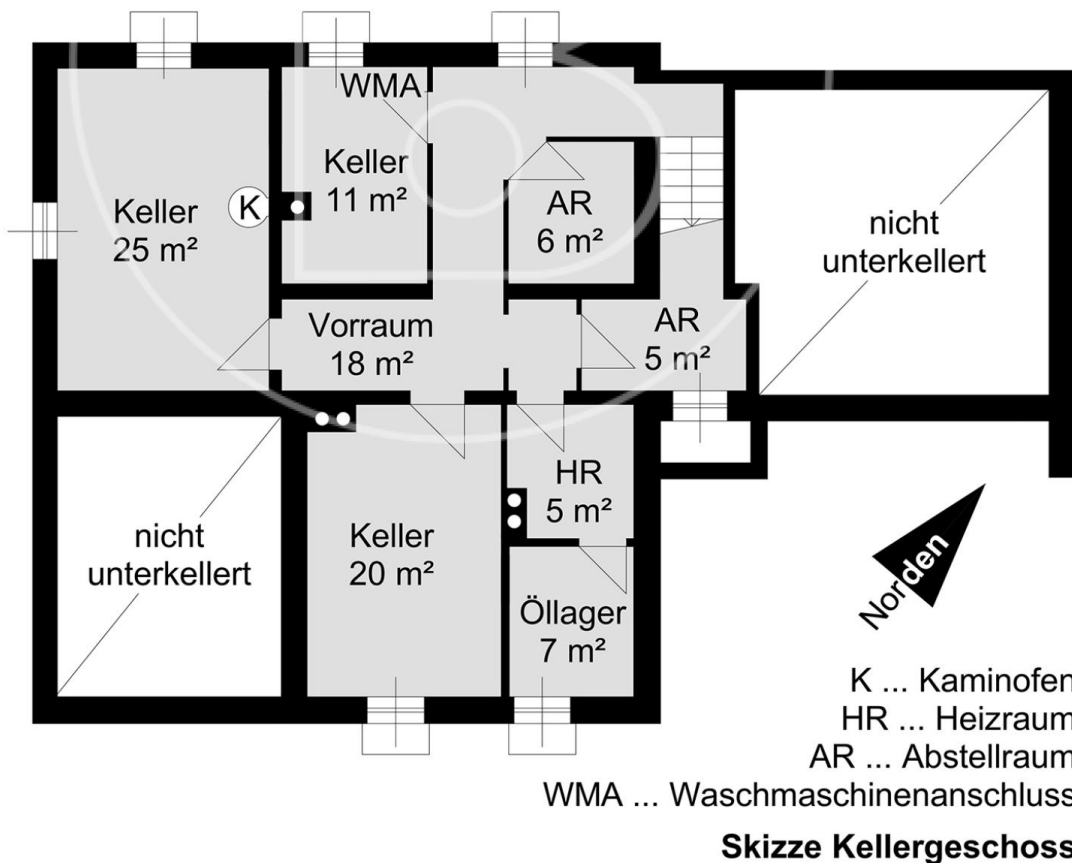 WMA
Keller
11 m²
Keller
25 m²
K
AR
6 m²
nicht
unterkellert
Vorraum
18 m²
AR
5 m²
HR
5 m²
nicht
unterkellert
Keller
20 m²
Öllager
7 m²
Norden
K ... Kaminofen
HR ... Heizraum
AR ... Abstellraum
WMA ... Waschmaschinenanschluss
Skizze Kellergeschoss